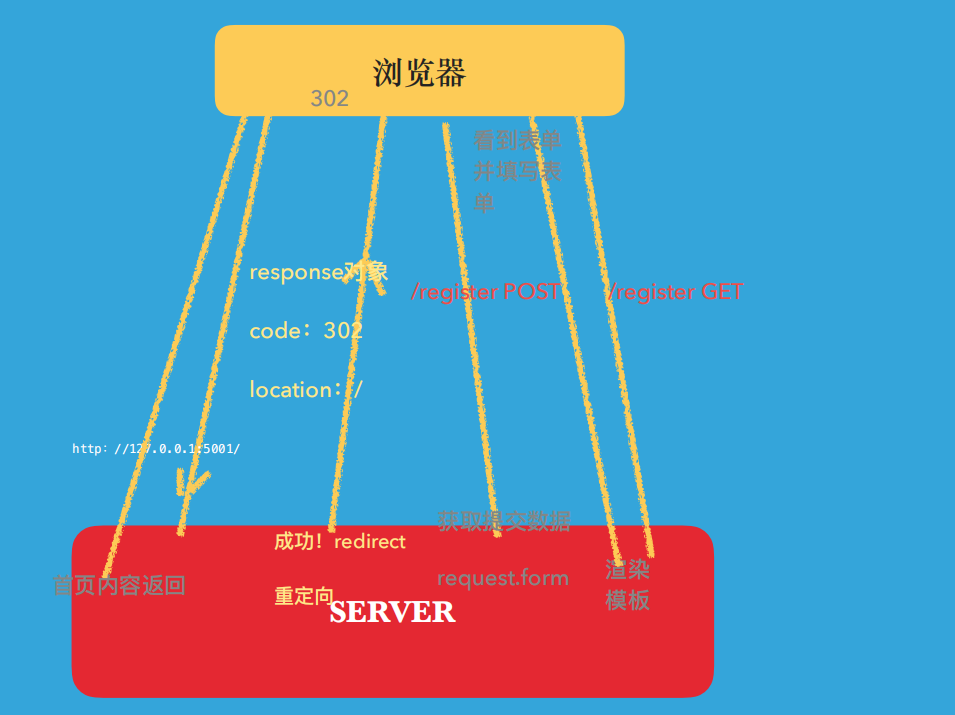 浏览器
302
看到表单
并填写表
单
response对象
/register POST
/register GET
code：302
location：/
http：//127.0.0.1:5001/
获取提交数据
成功！redirect
渲染
模板
首页内容返回
request.form
重定向
SERVER